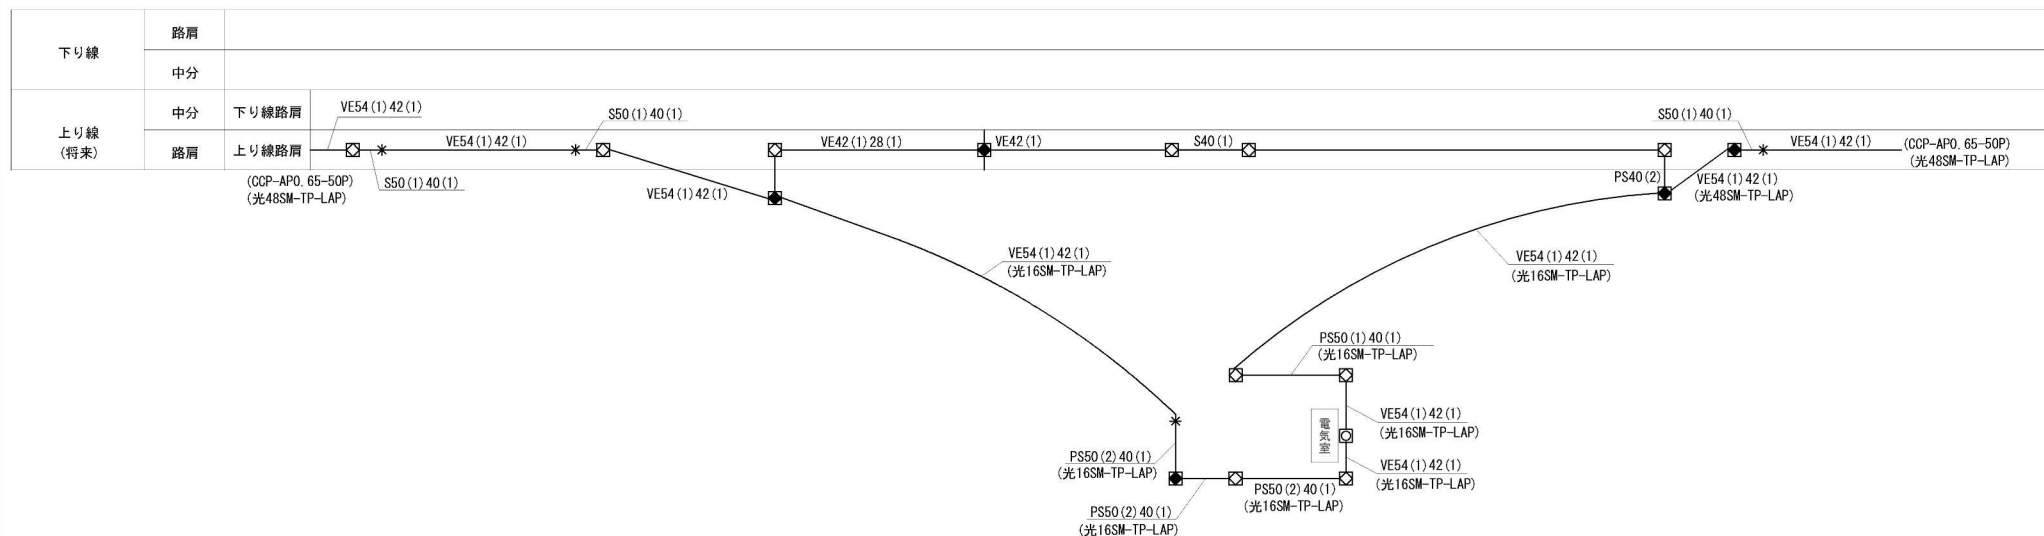 下り線
路肩
中分
上り線
(将来)
中分
下り線路肩
路肩
上り線路肩
VE54(1)42(1)
VE54(1)42(1)
S50(1)40(1)
VE42(1)28(1)
VE42(1)
S40(1)
S50(1)40(1)
VE54(1)42(1)
(CCP-AP0.65-50P)
(光48SM-TP-LAP)
(CCP-AP0.65-50P)
(光48SM-TP-LAP)
S50(1)40(1)
VE54(1)42(1)
PS40(2)
VE54(1)42(1)
(光48SM-TP-LAP)
VE54(1)42(1)
(光16SM-TP-LAP)
VE54(1)42(1)
(光16SM-TP-LAP)
PS50(1)40(1)
(光16SM-TP-LAP)
VE54(1)42(1)
(光16SM-TP-LAP)
電気室
PS50(2)40(1)
(光16SM-TP-LAP)
VE54(1)42(1)
(光16SM-TP-LAP)
PS50(2)40(1)
(光16SM-TP-LAP)
PS50(2)40(1)
(光16SM-TP-LAP)